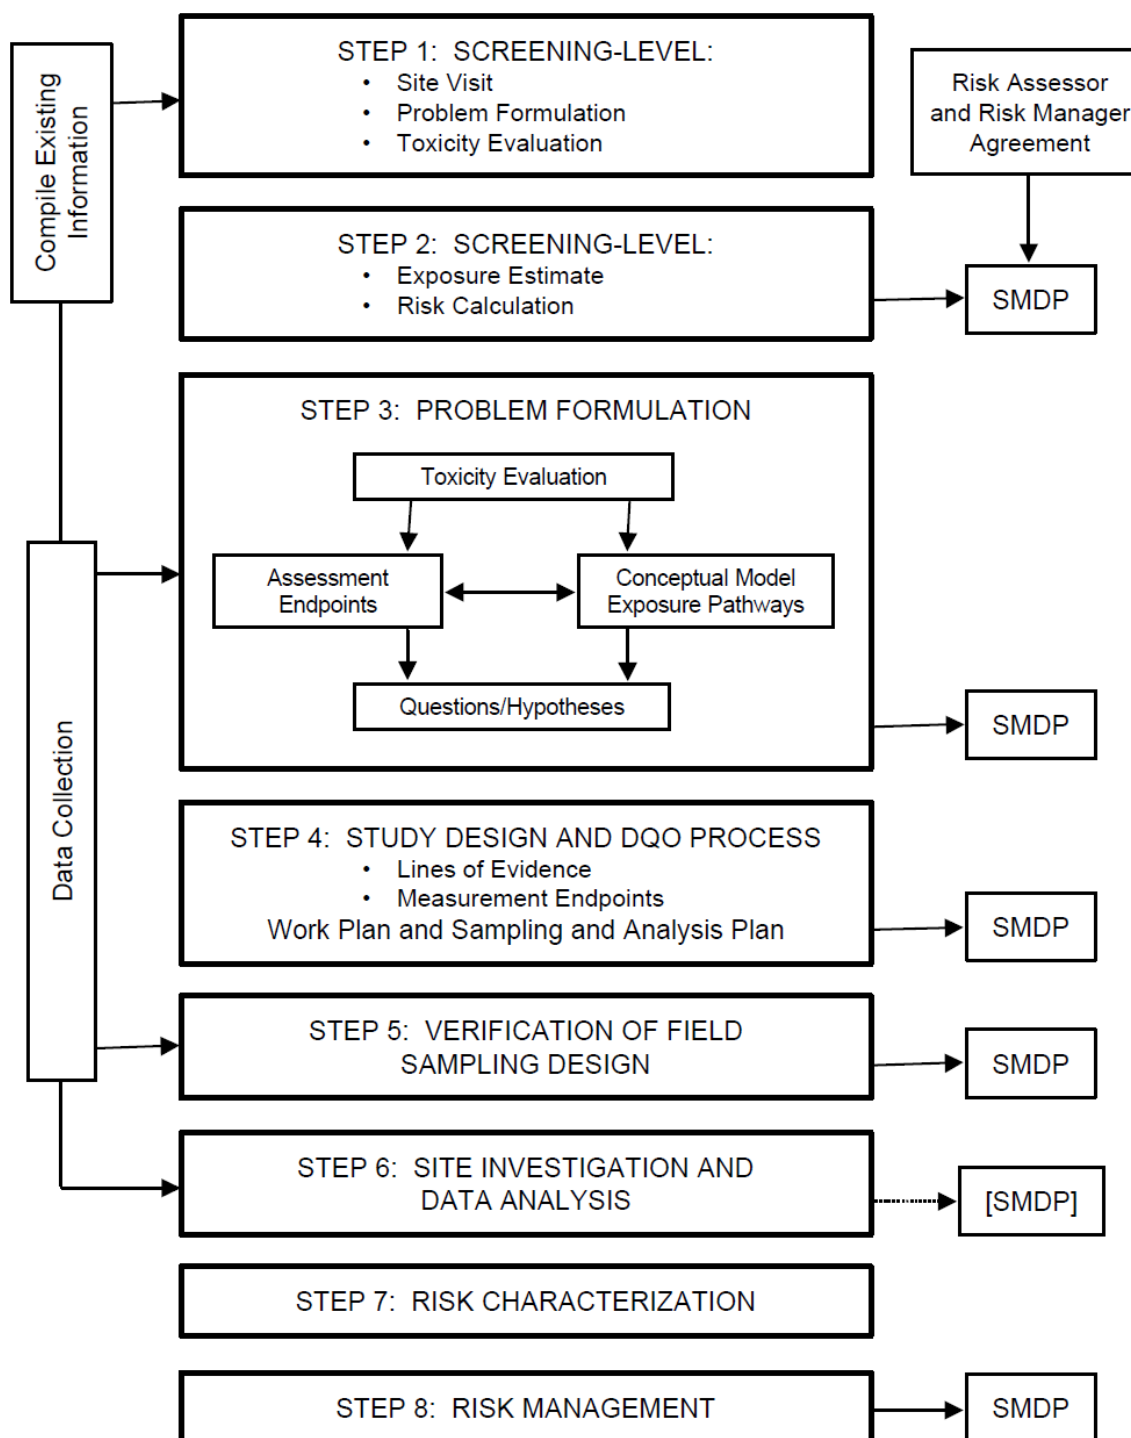 Compile Existing
Information
STEP 1: SCREENING-LEVEL:
• Site Visit
• Problem Formulation
• Toxicity Evaluation
Risk Assessor
and Risk Manager
Agreement
STEP 2: SCREENING-LEVEL:
• Exposure Estimate
• Risk Calculation
SMDP
Data Collection
STEP 3: PROBLEM FORMULATION
Toxicity Evaluation
Assessment
Endpoints
Conceptual Model
Exposure Pathways
Questions/Hypotheses
SMDP
STEP 4: STUDY DESIGN AND DQO PROCESS
• Lines of Evidence
• Measurement Endpoints
Work Plan and Sampling and Analysis Plan
SMDP
STEP 5: VERIFICATION OF FIELD
SAMPLING DESIGN
SMDP
STEP 6: SITE INVESTIGATION AND
DATA ANALYSIS
[SMDP]
STEP 7: RISK CHARACTERIZATION
STEP 8: RISK MANAGEMENT
SMDP